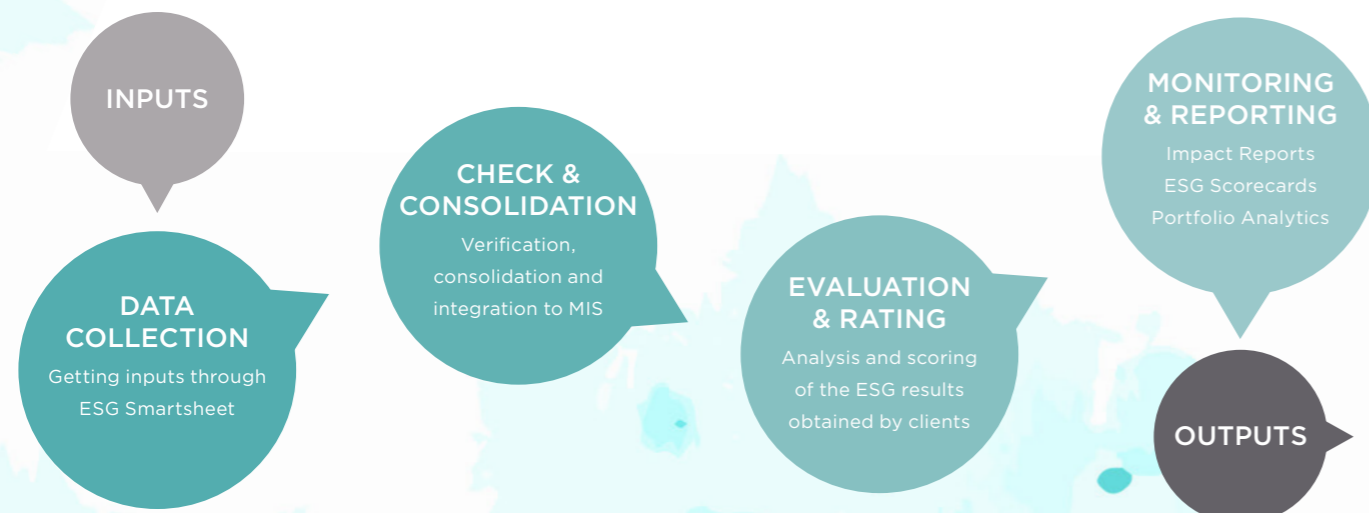 INPUTS
DATA
COLLECTION
Getting inputs through
ESG Smartsheet
CHECK &
CONSOLIDATION
Verification,
consolidation and
integration to MIS
EVALUATION
& RATING
Analysis and scoring
of the ESG results
obtained by clients
MONITORING
& REPORTING
Impact Reports
ESG Scorecards
Portfolio Analytics
OUTPUTS